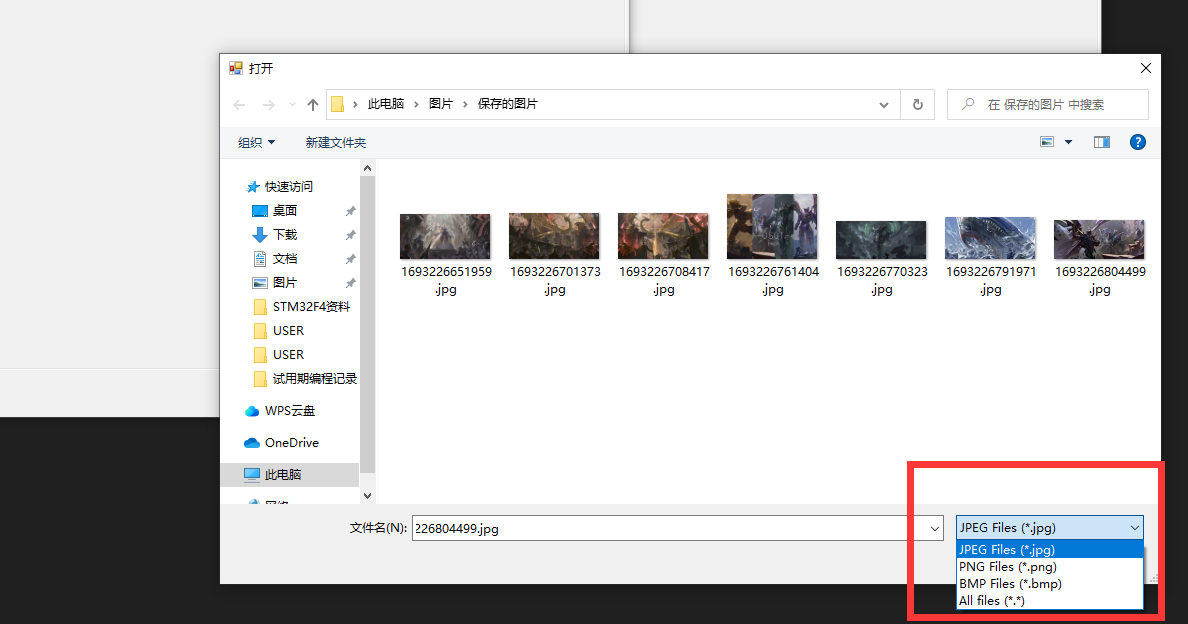 打开
此电脑 图片 保存的图片
在 保存的图片 中搜索
组织 新建文件夹
快速访问
桌面
下载
文档
图片
STM32F4资料
USER
USER
试用期编程记录
WPS云盘
OneDrive
此电脑
网络
1693226651959
.jpg
1693226701373
.jpg
1693226708417
.jpg
1693226761404
.jpg
1693226770323
.jpg
1693226791971
.jpg
1693226804499
.jpg
文件名(N): 226804499.jpg
JPEG Files (*.jpg)
JPEG Files (*.jpg)
PNG Files (*.png)
BMP Files (*.bmp)
All files (*.*)